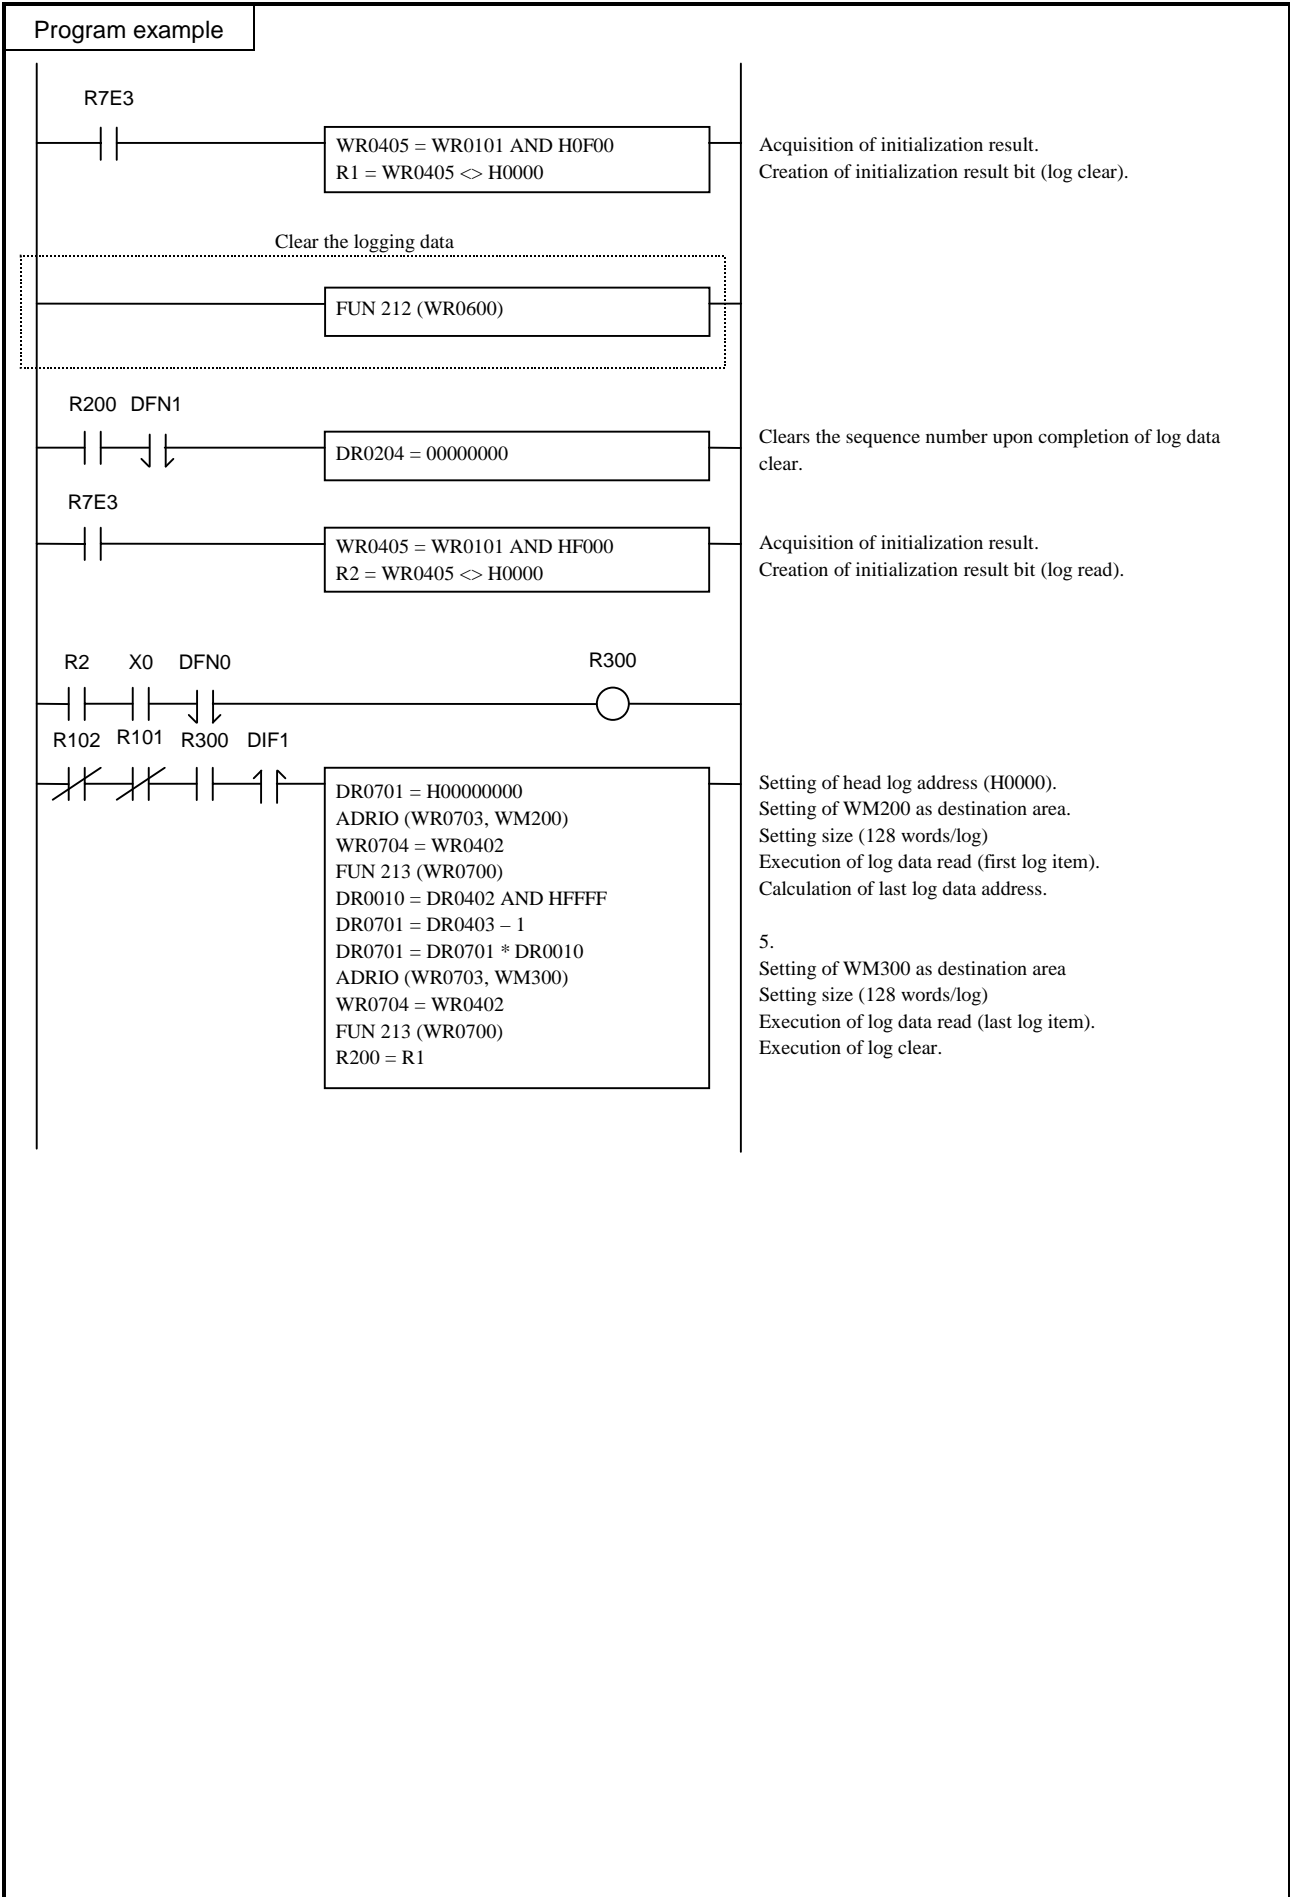 Program example
R7E3
WR0405 = WR0101 AND H0F00
R1 = WR0405 <> H0000
Acquisition of initialization result.
Creation of initialization result bit (log clear).
Clear the logging data
FUN 212 (WR0600)
R200 DFN1
DR0204 = 00000000
Clears the sequence number upon completion of log data
clear.
R7E3
WR0405 = WR0101 AND HF000
R2 = WR0405 <> H0000
Acquisition of initialization result.
Creation of initialization result bit (log read).
R2 X0 DFN0 R300
R102 R101 R300 DIF1
DR0701 = H00000000
ADRIO (WR0703, WM200)
WR0704 = WR0402
FUN 213 (WR0700)
DR0010 = DR0402 AND HFFFF
DR0701 = DR0403 – 1
DR0701 = DR0701 * DR0010
ADRIO (WR0703, WM300)
WR0704 = WR0402
FUN 213 (WR0700)
R200 = R1
Setting of head log address (H0000).
Setting of WM200 as destination area.
Setting size (128 words/log)
Execution of log data read (first log item).
Calculation of last log data address.
5.
Setting of WM300 as destination area
Setting size (128 words/log)
Execution of log data read (last log item).
Execution of log clear.